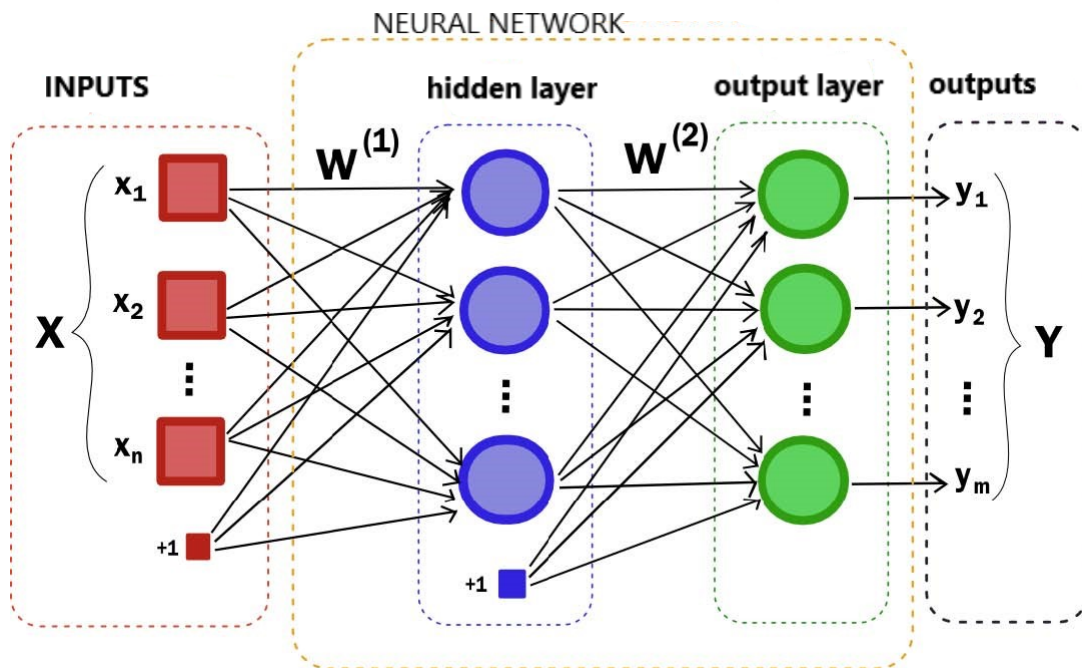 NEURAL NETWORK
INPUTS
hidden layer
output layer
outputs
W(1)
W(2)
x1
x2
⋮
xn
+1
X
⋮
+1
⋮
y1
y2
⋮
ym
Y